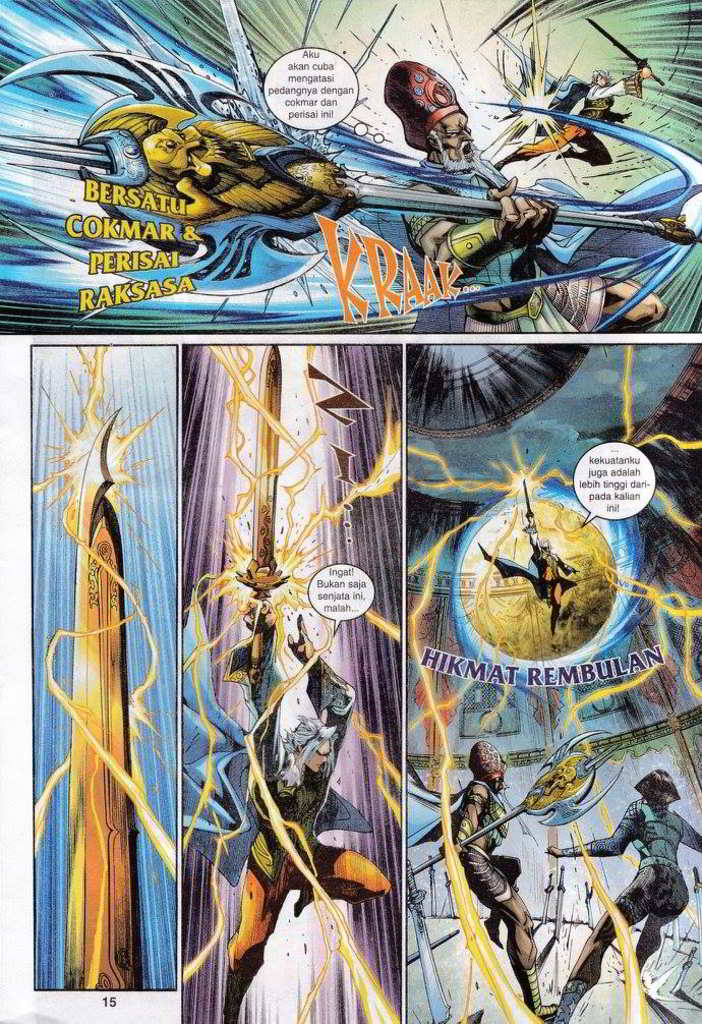 Aku
akan cuba
mengatasi
pedangnya dengan
cokmar dan
perisai ini!
BERSATU
COKMAR &
PERISAI
RAKSASA
KRAAK...
Ingat!
Bukan saja
senjata ini,
malah...
...
kekuatanku
juga adalah
lebih tinggi dari-
pada kalian
ini!
HIKMAT REMBULAN
15